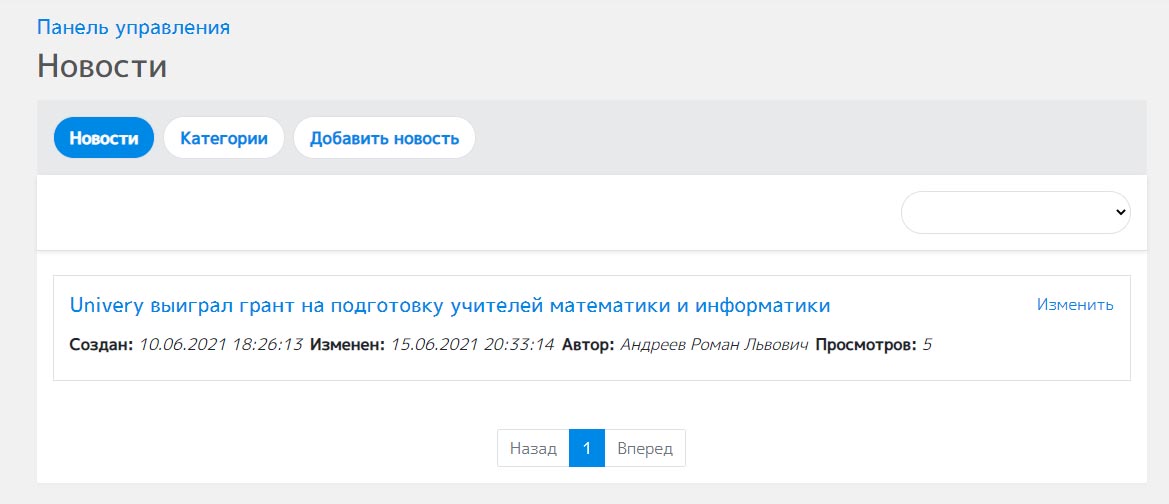 Панель управления
Новости
Новости Категории Добавить новость
Univery выиграл грант на подготовку учителей математики и информатики Изменить
Создан: 10.06.2021 18:26:13 Изменен: 15.06.2021 20:33:14 Автор: Андреев Роман Львович Просмотров: 5
Назад 1 Вперед